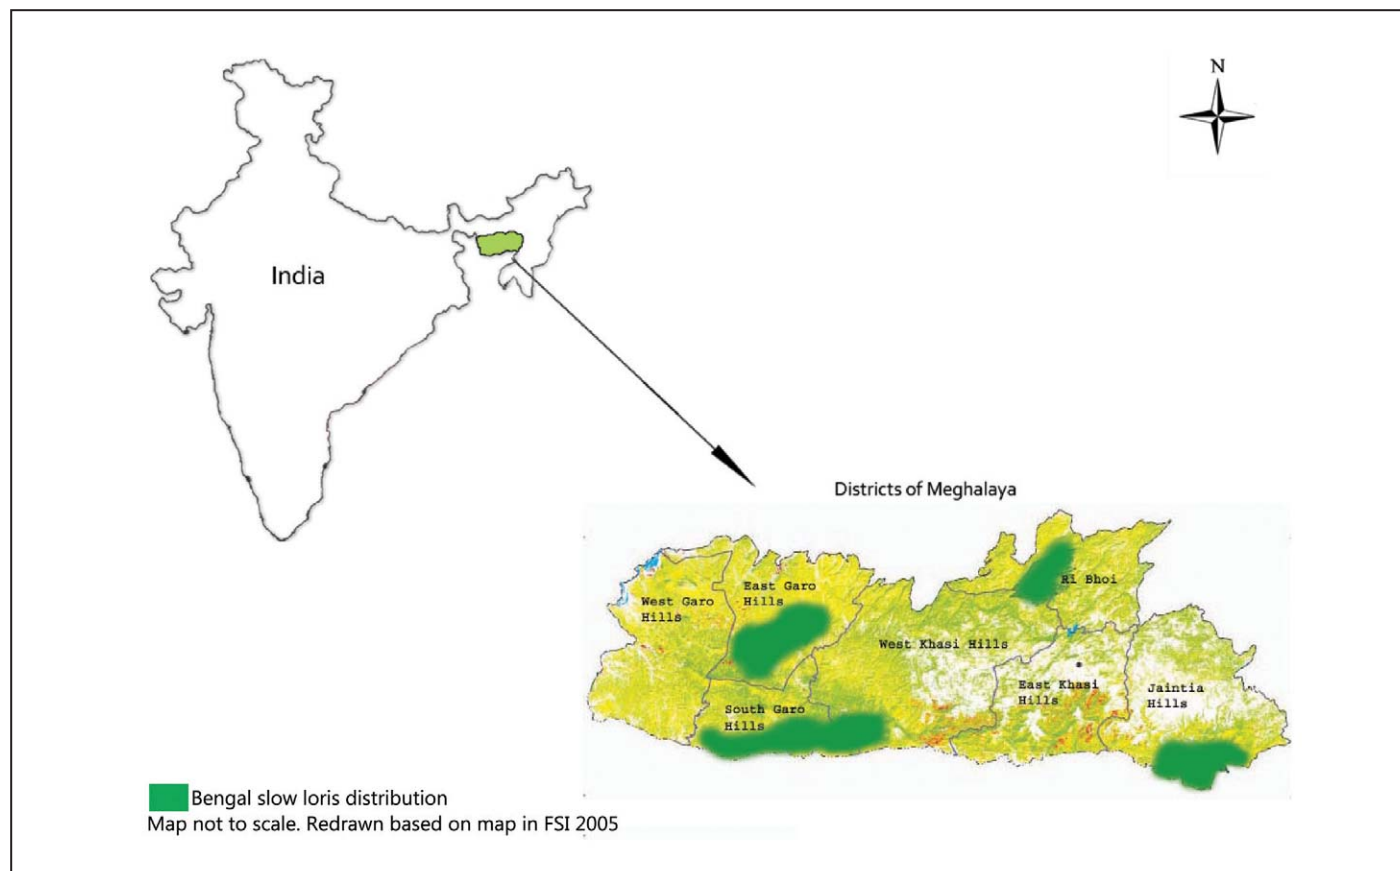 N
India
Districts of Meghalaya
West Garo
Hills
East Garo
Hills
Ri Bhoi
West Khasi Hills
East Khasi
Hills
Jaintia
Hills
South Garo
Hills
Bengal slow loris distribution
Map not to scale. Redrawn based on map in FSI 2005